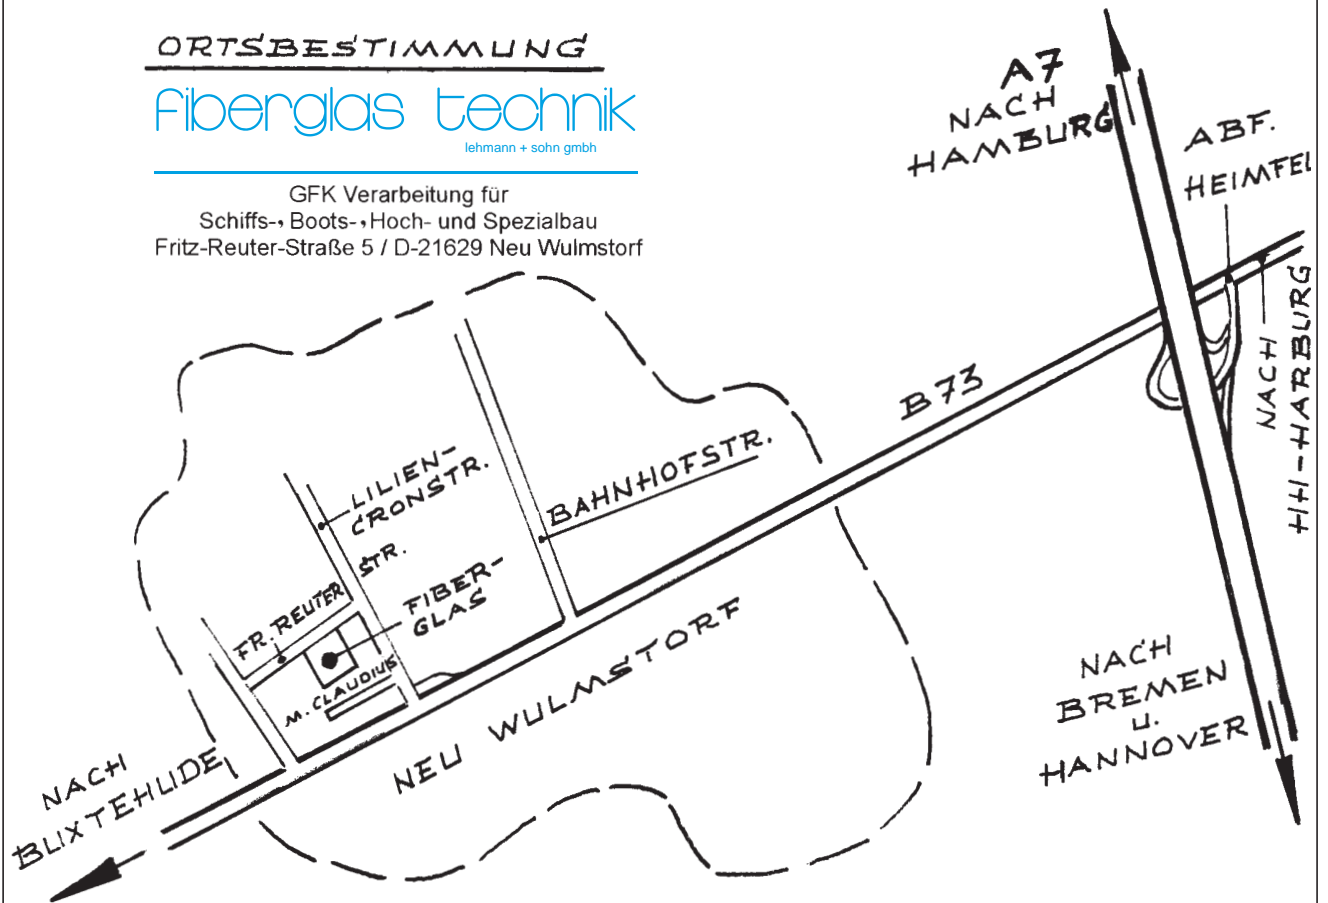 ORTSBESTIMMUNG
fiberglas technik
lehmann + sohn gmbh
GFK Verarbeitung für
Schiffs-, Boots-, Hoch- und Spezialbau
Fritz-Reuter-Straße 5 / D-21629 Neu Wulmstorf
A7
NACH
HAMBURG
ABF.
HEIMFEL
NACH
HH-HARBURG
B73
BAHNHOFSTR.
LILIEN-
CRONSTR.
FR. REUTER STR.
FIBER-
GLAS
M. CLAUDIUS
NEU WULMSTORF
NACH
BUXTEHUDE
NACH
BREMEN
U.
HANNOVER